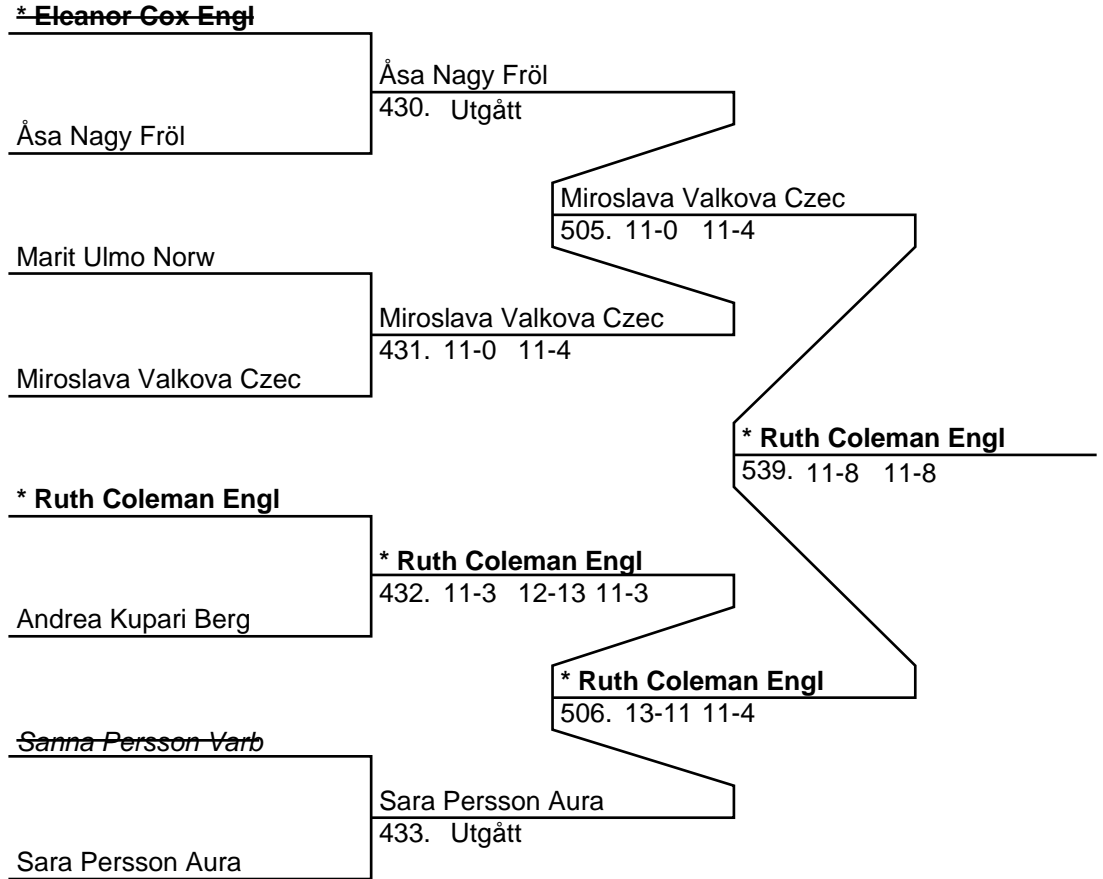 * Eleanor Cox Engl
Åsa Nagy Fröl
430. Utgått
Åsa Nagy Fröl
Miroslava Valkova Czec
505. 11-0 11-4
Marit Ulmo Norw
Miroslava Valkova Czec
431. 11-0 11-4
Miroslava Valkova Czec
* Ruth Coleman Engl
539. 11-8 11-8
* Ruth Coleman Engl
* Ruth Coleman Engl
432. 11-3 12-13 11-3
Andrea Kupari Berg
* Ruth Coleman Engl
506. 13-11 11-4
Sanna Persson Varb
Sara Persson Aura
433. Utgått
Sara Persson Aura